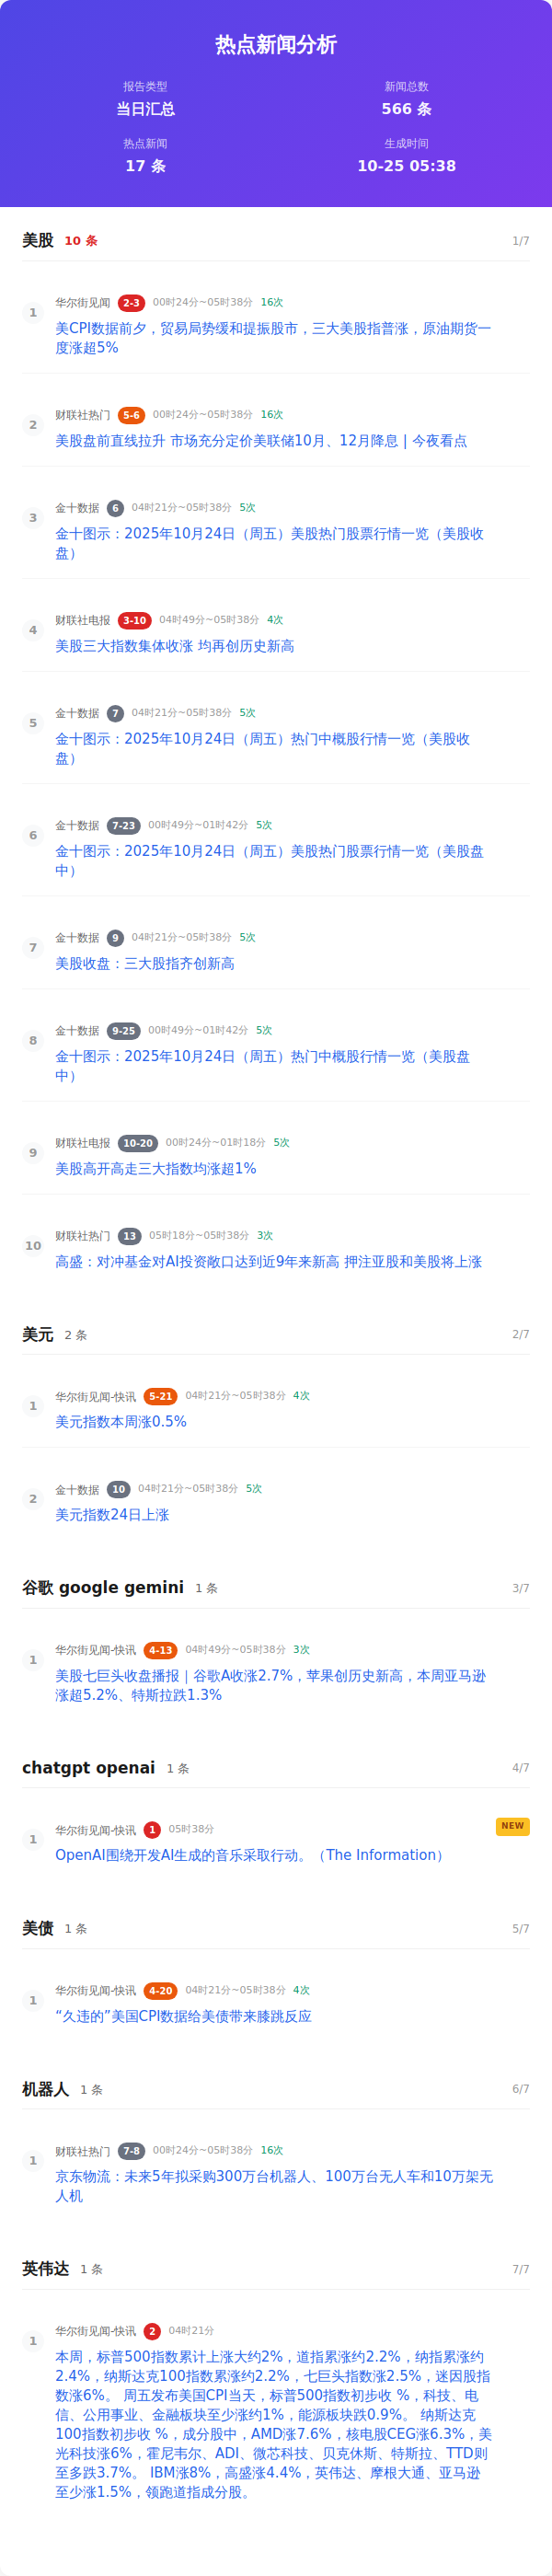 热点新闻分析
报告类型
新闻总数
当日汇总
566 条
热点新闻
生成时间
17 条
10-25 05:38
美股 10 条 1/7
1
华尔街见闻 2-3 00时24分~05时38分 16次
美CPI数据前夕，贸易局势缓和提振股市，三大美股指普涨，原油期货一
度涨超5%
2
财联社热门 5-6 00时24分~05时38分 16次
美股盘前直线拉升 市场充分定价美联储10月、12月降息 | 今夜看点
3
金十数据 6 04时21分~05时38分 5次
金十图示：2025年10月24日（周五）美股热门股票行情一览（美股收
盘）
4
财联社电报 3-10 04时49分~05时38分 4次
美股三大指数集体收涨 均再创历史新高
5
金十数据 7 04时21分~05时38分 5次
金十图示：2025年10月24日（周五）热门中概股行情一览（美股收
盘）
6
金十数据 7-23 00时49分~01时42分 5次
金十图示：2025年10月24日（周五）美股热门股票行情一览（美股盘
中）
7
金十数据 9 04时21分~05时38分 5次
美股收盘：三大股指齐创新高
8
金十数据 9-25 00时49分~01时42分 5次
金十图示：2025年10月24日（周五）热门中概股行情一览（美股盘
中）
9
财联社电报 10-20 00时24分~01时18分 5次
美股高开高走三大指数均涨超1%
10
财联社热门 13 05时18分~05时38分 3次
高盛：对冲基金对AI投资敞口达到近9年来新高 押注亚股和美股将上涨
美元 2 条 2/7
1
华尔街见闻-快讯 5-21 04时21分~05时38分 4次
美元指数本周涨0.5%
2
金十数据 10 04时21分~05时38分 5次
美元指数24日上涨
谷歌 google gemini 1 条 3/7
1
华尔街见闻-快讯 4-13 04时49分~05时38分 3次
美股七巨头收盘播报｜谷歌A收涨2.7%，苹果创历史新高，本周亚马逊
涨超5.2%、特斯拉跌1.3%
chatgpt openai 1 条 4/7
1
华尔街见闻-快讯 1 05时38分 NEW
OpenAI围绕开发AI生成的音乐采取行动。（The Information）
美债 1 条 5/7
1
华尔街见闻-快讯 4-20 04时21分~05时38分 4次
“久违的”美国CPI数据给美债带来膝跳反应
机器人 1 条 6/7
1
财联社热门 7-8 00时24分~05时38分 16次
京东物流：未来5年拟采购300万台机器人、100万台无人车和10万架无
人机
英伟达 1 条 7/7
1
华尔街见闻-快讯 2 04时21分
本周，标普500指数累计上涨大约2%，道指累涨约2.2%，纳指累涨约
2.4%，纳斯达克100指数累涨约2.2%，七巨头指数涨2.5%，迷因股指
数涨6%。 周五发布美国CPI当天，标普500指数初步收 %，科技、电
信、公用事业、金融板块至少涨约1%，能源板块跌0.9%。 纳斯达克
100指数初步收 %，成分股中，AMD涨7.6%，核电股CEG涨6.3%，美
光科技涨6%，霍尼韦尔、ADI、微芯科技、贝克休斯、特斯拉、TTD则
至多跌3.7%。 IBM涨8%，高盛涨4.4%，英伟达、摩根大通、亚马逊
至少涨1.5%，领跑道指成分股。